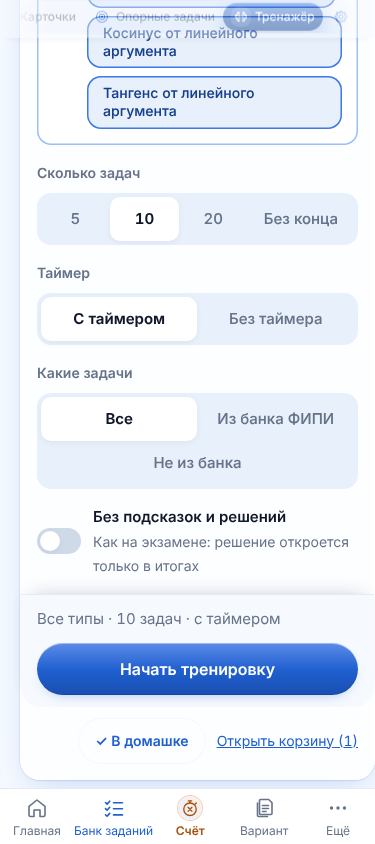 Карточки
Опорные задачи
Тренажёр
Косинус от линейного
аргумента
Тангенс от линейного
аргумента
Сколько задач
5
10
20
Без конца
Таймер
С таймером
Без таймера
Какие задачи
Все
Из банка ФИПИ
Не из банка
Без подсказок и решений
Как на экзамене: решение откроется
только в итогах
Все типы · 10 задач · с таймером
Начать тренировку
✓ В домашке
Открыть корзину (1)
Главная
Банк заданий
Счёт
Вариант
Ещё